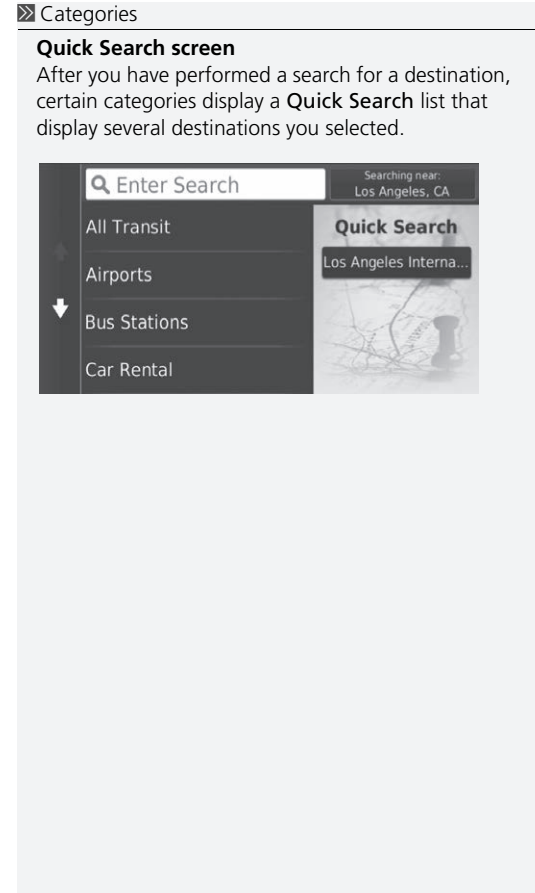 Categories
Quick Search screen
After you have performed a search for a destination,
certain categories display a Quick Search list that
display several destinations you selected.
Enter Search
Searching near:
Los Angeles, CA
All Transit
Airports
Bus Stations
Car Rental
Quick Search
Los Angeles Interna...